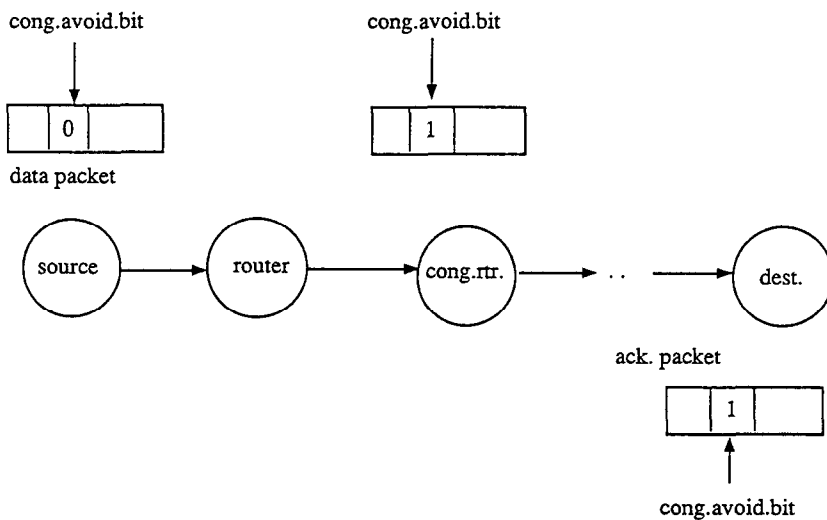 cong.avoid.bit
cong.avoid.bit
0
1
data packet
source
router
cong.rtr.
. .
dest.
ack. packet
1
cong.avoid.bit